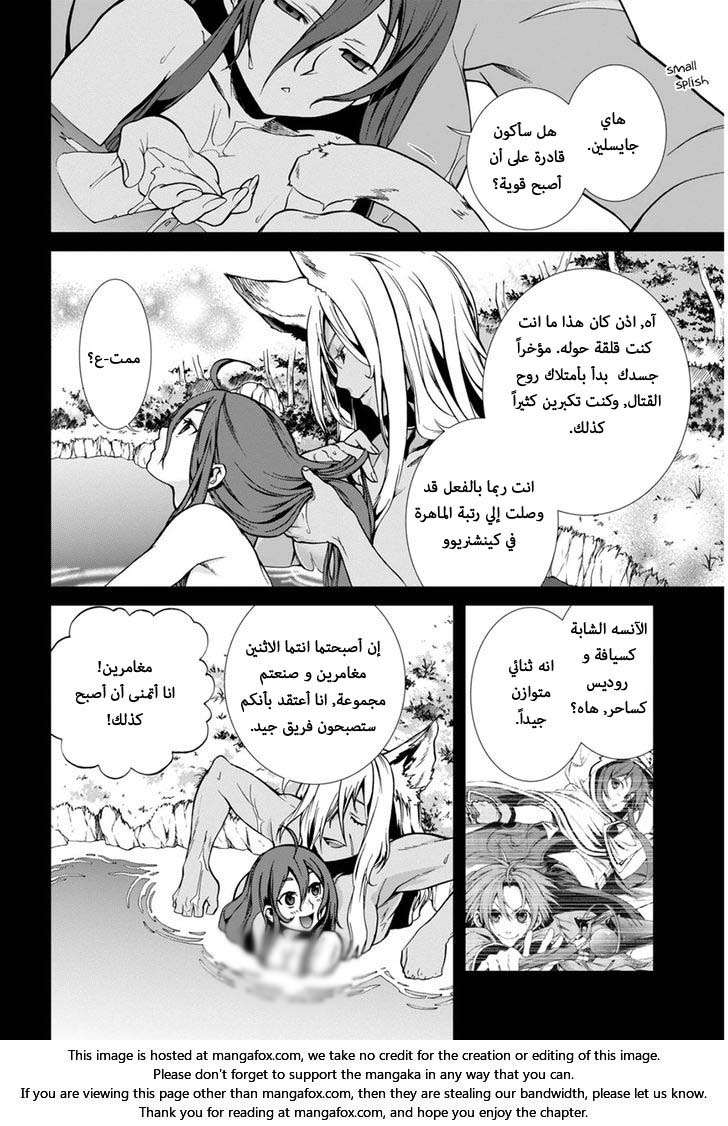 small
splish
هاي
جايسلين.
هل سأكون
قادرة على أن
أصبح قوية؟
آه, اذن كان هذا ما انت
كنت قلقة حوله. مؤخراً
جسدك بدأ بأمتلاك روح
القتال, وكنت تكبرين كثيراً
كذلك.
انت ربما بالفعل قد
وصلت إلي رتبة الماهرة
في كينشنريوو
ممت-ع؟
الآنسه الشابة
كسيافة و
روديس
كساحر, هاه؟
انه ثنائي
متوازن
جيداً.
إن أصبحتما انتما الاثنين
مغامرين و صنعتم
مجموعة, انا أعتقد بأنكم
ستصبحون فريق جيد.
مغامرين!
انا أتمنى أن أصبح
كذلك!
This image is hosted at mangafox.com, we take no credit for the creation or editing of this image.
Please don't forget to support the mangaka in any way that you can.
If you are viewing this page other than mangafox.com, then they are stealing our bandwidth, please let us know.
Thank you for reading at mangafox.com, and hope you enjoy the chapter.